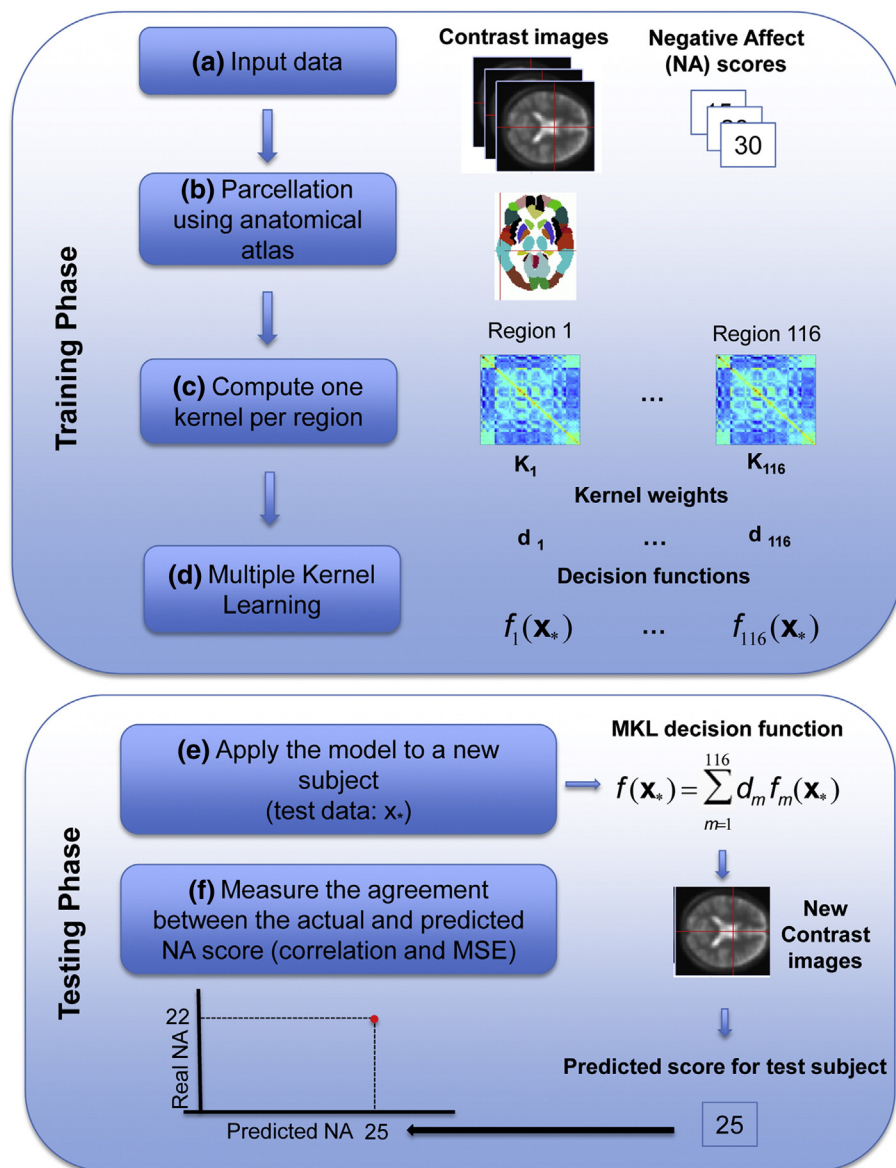 Training Phase
(a) Input data
Contrast images
Negative Affect
(NA) scores
30
(b) Parcellation
using anatomical
atlas
Region 1
Region 116
(c) Compute one
kernel per region
...
K₁
K₁₁₆
Kernel weights
d ₁
...
d ₁₁₆
(d) Multiple Kernel
Learning
Decision functions
f₁(x*)
...
f₁₁₆(x*)
Testing Phase
(e) Apply the model to a new
subject
(test data: x*)
MKL decision function
f(x*) = ∑_{m=1}^{116} d_m f_m(x*)
(f) Measure the agreement
between the actual and predicted
NA score (correlation and MSE)
New
Contrast
images
Real NA
22
Predicted NA 25
Predicted score for test subject
25